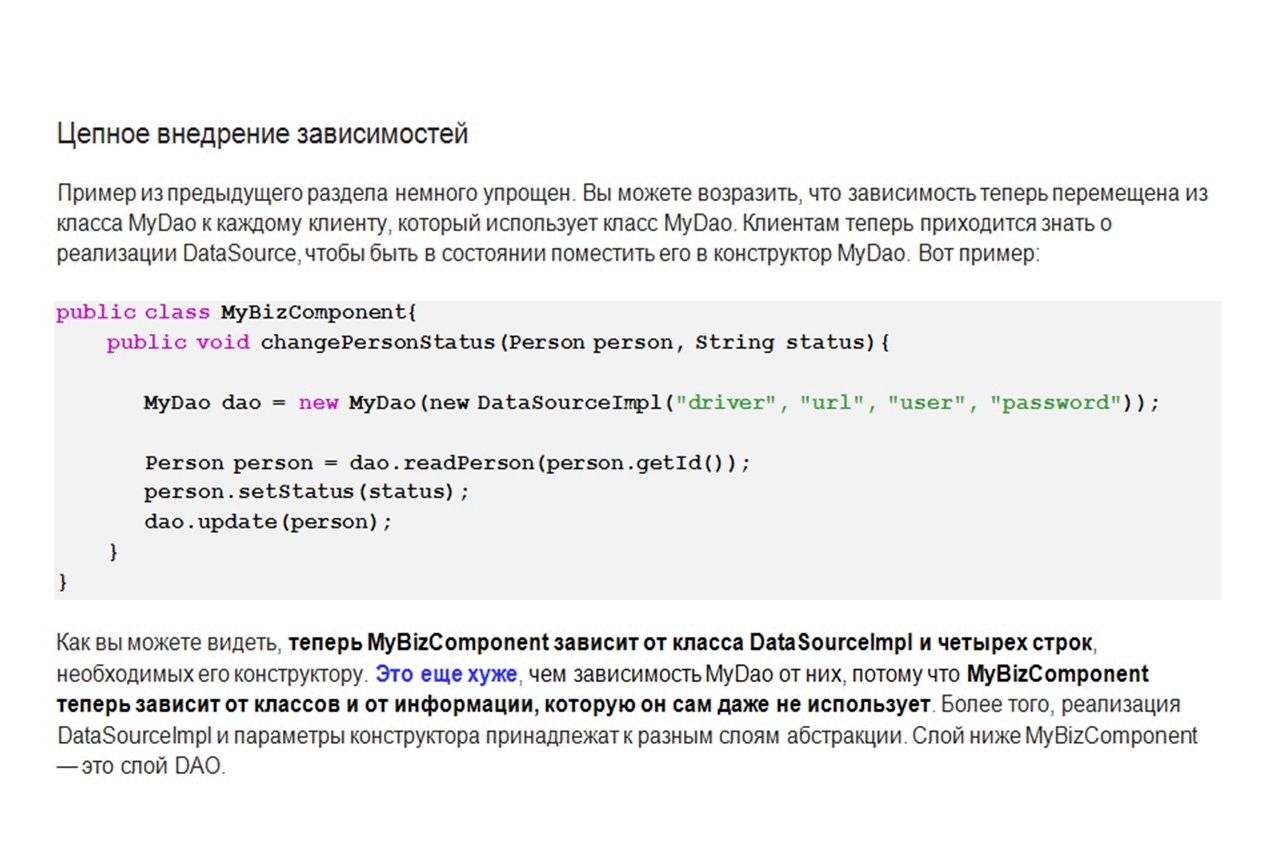 Цепное внедрение зависимостей
Пример из предыдущего раздела немного упрощен. Вы можете возразить, что зависимость теперь перемещена из
класса MyDao к каждому клиенту, который использует класс MyDao. Клиентам теперь приходится знать о
реализации DataSource, чтобы быть в состоянии поместить его в конструктор MyDao. Вот пример:
public class MyBizComponent{
public void changePersonStatus(Person person, String status){
MyDao dao = new MyDao(new DataSourceImpl("driver", "url", "user", "password"));
Person person = dao.readPerson(person.getId());
person.setStatus(status);
dao.update(person);
}
}
Как вы можете видеть, теперь MyBizComponent зависит от класса DataSourceImpl и четырех строк,
необходимых его конструктору. Это еще хуже, чем зависимость MyDao от них, потому что MyBizComponent
теперь зависит от классов и от информации, которую он сам даже не использует. Более того, реализация
DataSourceImpl и параметры конструктора принадлежат к разным слоям абстракции. Слой ниже MyBizComponent
— это слой DAO.